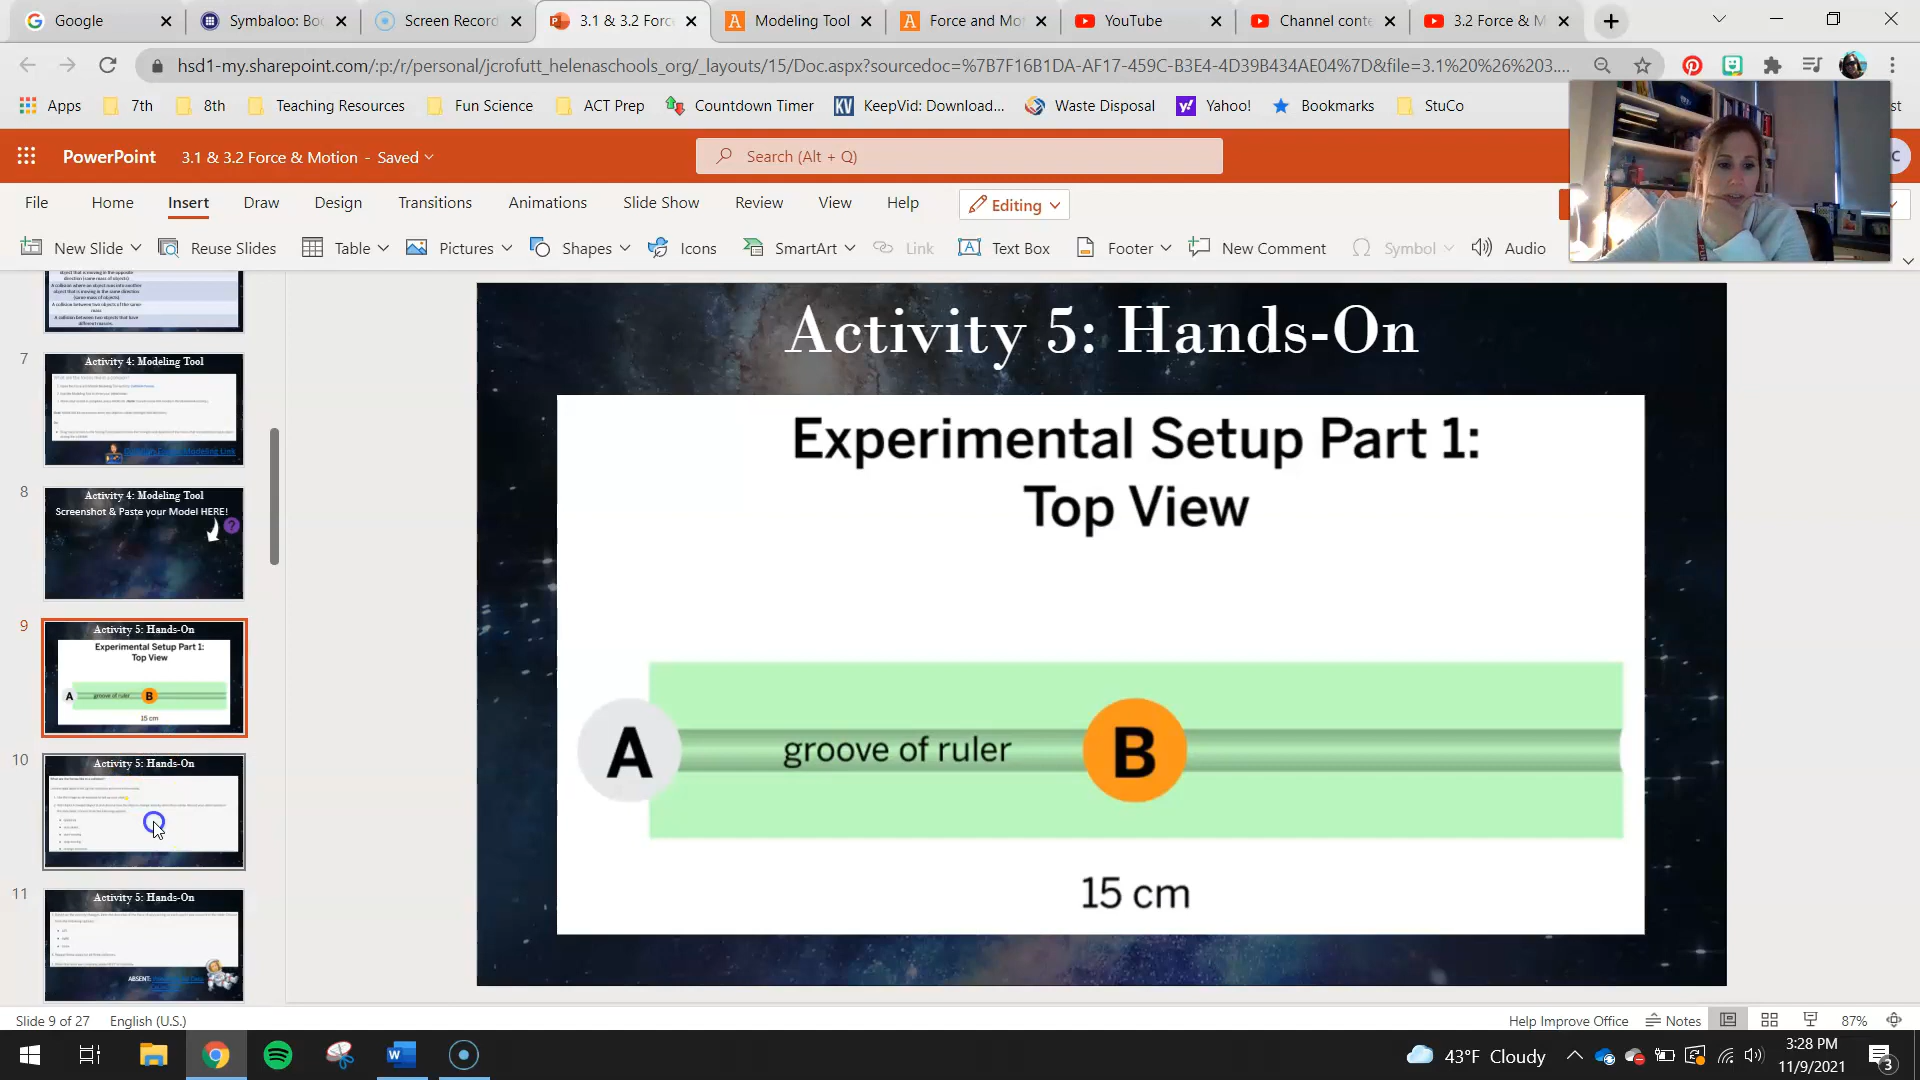 Google
Symbaloo: Bo
Screen Record
3.1 & 3.2 Forc
Modeling Tool
Force and Mo
YouTube
Channel conte
3.2 Force & M
hsd1-my.sharepoint.com/:p:/r/personal/jcrofutt_helenaschools_org/_layouts/15/Doc.aspx?sourcedoc=%7B7F16B1DA-AF17-459C-B3E4-4D39B434AE04%7D&file=3.1%20%26%203....
Apps 7th 8th Teaching Resources Fun Science ACT Prep Countdown Timer KeepVid: Download... Waste Disposal Yahoo! Bookmarks StuCo
PowerPoint 3.1 & 3.2 Force & Motion - Saved
Search (Alt + Q)
File Home Insert Draw Design Transitions Animations Slide Show Review View Help Editing
New Slide Reuse Slides Table Pictures Shapes Icons SmartArt Link Text Box Footer New Comment Symbol Audio
7
Activity 4: Modeling Tool
8
Activity 4: Modeling Tool
Screenshot & Paste your Model HERE!
9
Activity 5: Hands-On
Experimental Setup Part 1:
Top View
A groove of ruler B
15 cm
10
Activity 5: Hands-On
11
Activity 5: Hands-On
ABSENT:
Activity 5: Hands-On
Experimental Setup Part 1:
Top View
A groove of ruler B
15 cm
Slide 9 of 27 English (U.S.)
Help Improve Office Notes 87%
43°F Cloudy
3:28 PM
11/9/2021
3